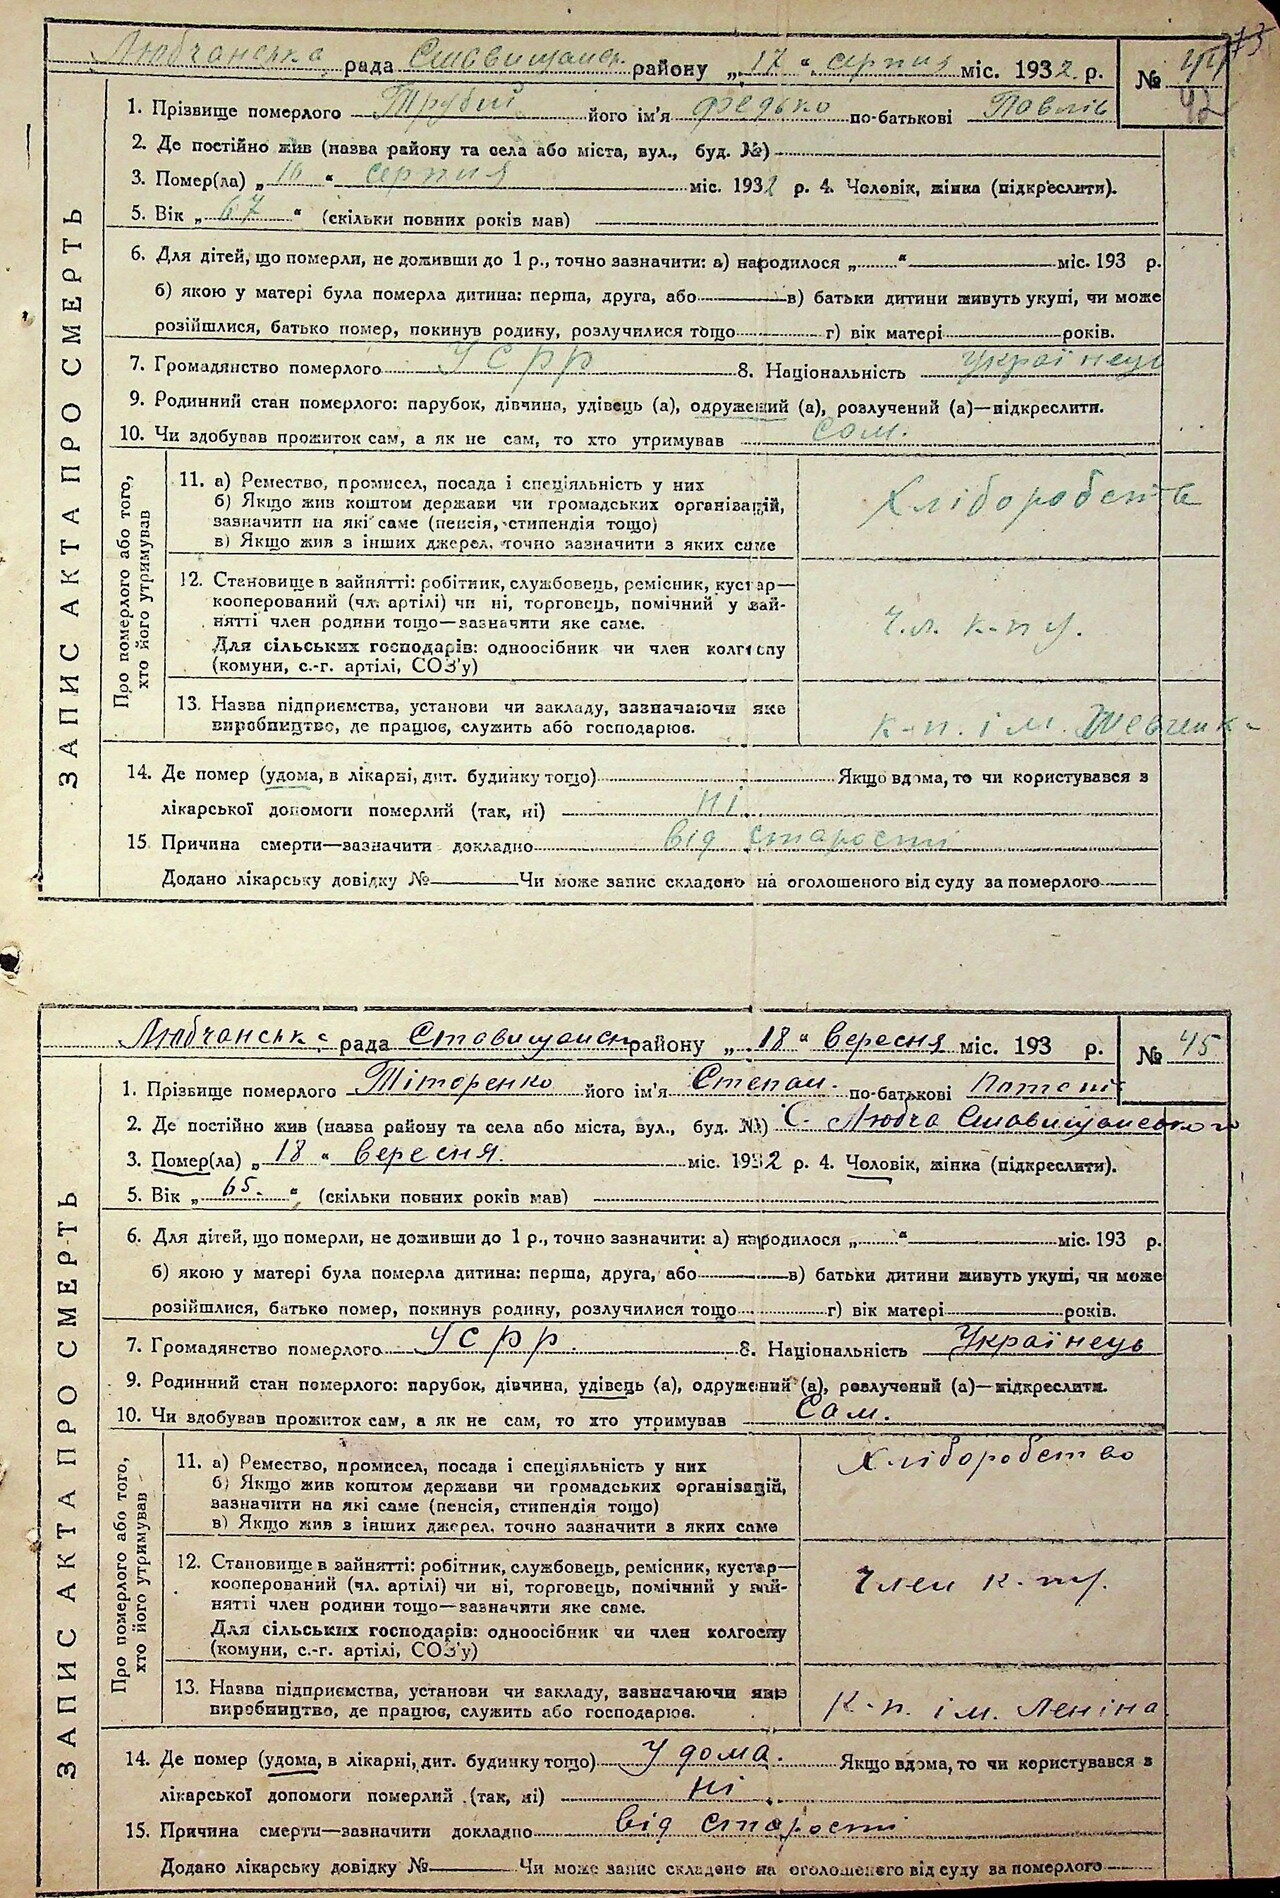 Любчанська рада Ставищанск. району „ 17 “ серпня міс. 1932 р. № 44
42
1. Прізвище померлого Трубій його ім'я Федько по-батькові Павлів
2. Де постійно жив (назва району та села або міста, вул., буд. №)
3. Помер(ла) „ 16 “ серпня міс. 1932 р. 4. Чоловік, жінка (підкреслити).
5. Вік „ 67 “ (скільки повних років мав)
6. Для дітей, що померли, не доживши до 1 р., точно зазначити: а) народилося „ “ міс. 193 р.
б) якою у матері була померла дитина: перша, друга, або в) батьки дитини живуть укупі, чи може
розійшлися, батько помер, покинув родину, розлучилися тощо г) вік матері років.
7. Громадянство померлого УСРР 8. Національність Українець
9. Родинний стан померлого: парубок, дівчина, удівець (а), одружений (а), розлучений (а)—підкреслити.
10. Чи здобував прожиток сам, а як не сам, то хто утримував сам.
ЗАПИС АКТА ПРО СМЕРТЬ
Про померлого або того,
хто його утримував
11. а) Ремество, промисел, посада і спеціяльність у них
б) Якщо жив коштом держави чи громадських організацій,
зазначити на які саме (пенсія, стипендія тощо)
в) Якщо жив з інших джерел, точно зазначити з яких саме
Хліборобств
12. Становище в зайнятті: робітник, службовець, ремісник, кустар—
кооперований (чл. артілі) чи ні, торговець, помічний у зай-
нятті член родини тощо—зазначити яке саме.
Для сільських господарів: одноосібник чи член колгоспу
(комуни, с.-г. артілі, СОЗ'у)
Чл. к-пу.
13. Назва підприємства, установи чи закладу, зазначаючи яке
виробництво, де працює, служить або господарює.
к-п. ім. Шевченк-
14. Де помер (удома, в лікарні, дит. будинку тощо) Якщо вдома, то чи користувався з
лікарської допомоги померлий (так, ні) ні
15. Причина смерти—зазначити докладно від старости
Додано лікарську довідку № Чи може запис складено на оголошеного від суду за померлого
Любчанська рада Ставищанськ району „ 18 “ вересня міс. 193 р. № 45
1. Прізвище померлого Тіторенко його ім'я Степан. по-батькові
2. Де постійно жив (назва району та села або міста, вул., буд. №) С. Любча Ставищанського
3. Помер(ла) „ 18 “ вересня. міс. 1932 р. 4. Чоловік, жінка (підкреслити).
5. Вік „ 65. “ (скільки повних років мав)
6. Для дітей, що померли, не доживши до 1 р., точно зазначити: а) народилося „ “ міс. 193 р.
б) якою у матері була померла дитина: перша, друга, або в) батьки дитини живуть укупі, чи може
розійшлися, батько помер, покинув родину, розлучилися тощо г) вік матері років.
7. Громадянство померлого УСРР. 8. Національність Українець
9. Родинний стан померлого: парубок, дівчина, удівець (а), одружений (а), розлучений (а)—підкреслити.
10. Чи здобував прожиток сам, а як не сам, то хто утримував Сам.
ЗАПИС АКТА ПРО СМЕРТЬ
Про померлого або того,
хто його утримував
11. а) Ремество, промисел, посада і спеціяльність у них
б) Якщо жив коштом держави чи громадських організацій,
зазначити на які саме (пенсія, стипендія тощо)
в) Якщо жив з інших джерел, точно зазначити з яких саме
Хліборобство
12. Становище в зайнятті: робітник, службовець, ремісник, кустар—
кооперований (чл. артілі) чи ні, торговець, помічний у зай-
нятті член родини тощо—зазначити яке саме.
Для сільських господарів: одноосібник чи член колгоспу
(комуни, с.-г. артілі, СОЗ'у)
Член к-пу.
13. Назва підприємства, установи чи закладу, зазначаючи яке
виробництво, де працює, служить або господарює.
К-п. ім. Леніна.
14. Де помер (удома, в лікарні, дит. будинку тощо) У дома. Якщо вдома, то чи користувався з
лікарської допомоги померлий (так, ні) ні
15. Причина смерти—зазначити докладно від старости
Додано лікарську довідку № Чи може запис складено на оголошеного від суду за померлого